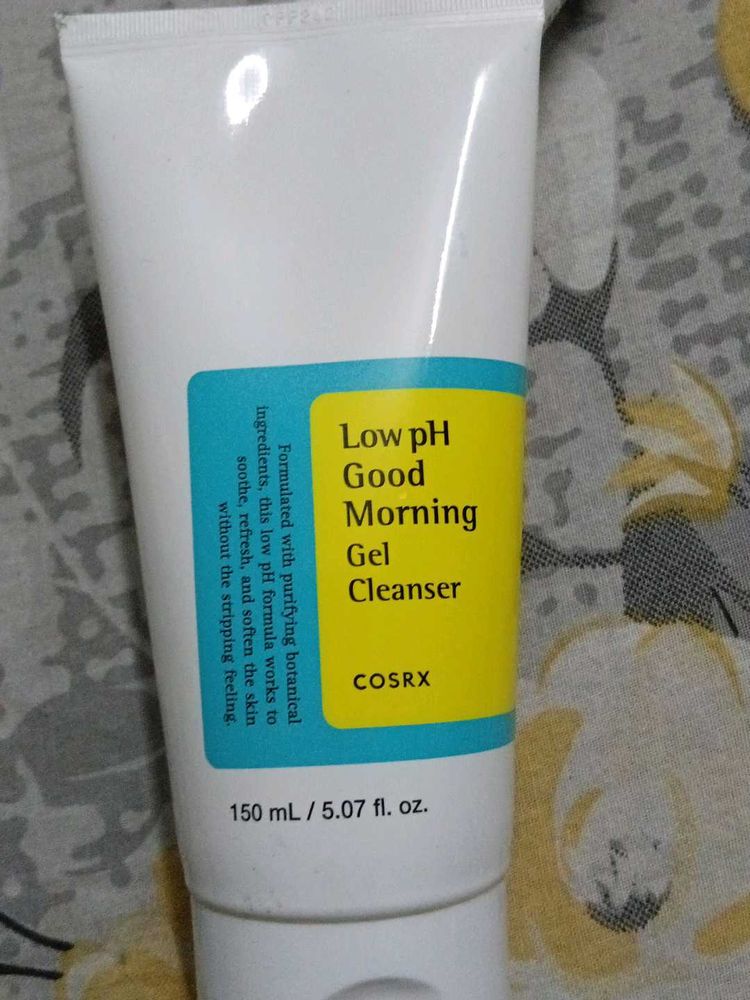 Low pH
Good
Morning
Gel
Cleanser
COSRX
Formulated with purifying botanical
ingredients, this low pH formula works to
soothe, refresh, and soften the skin
without the stripping feeling.
150 mL / 5.07 fl. oz.